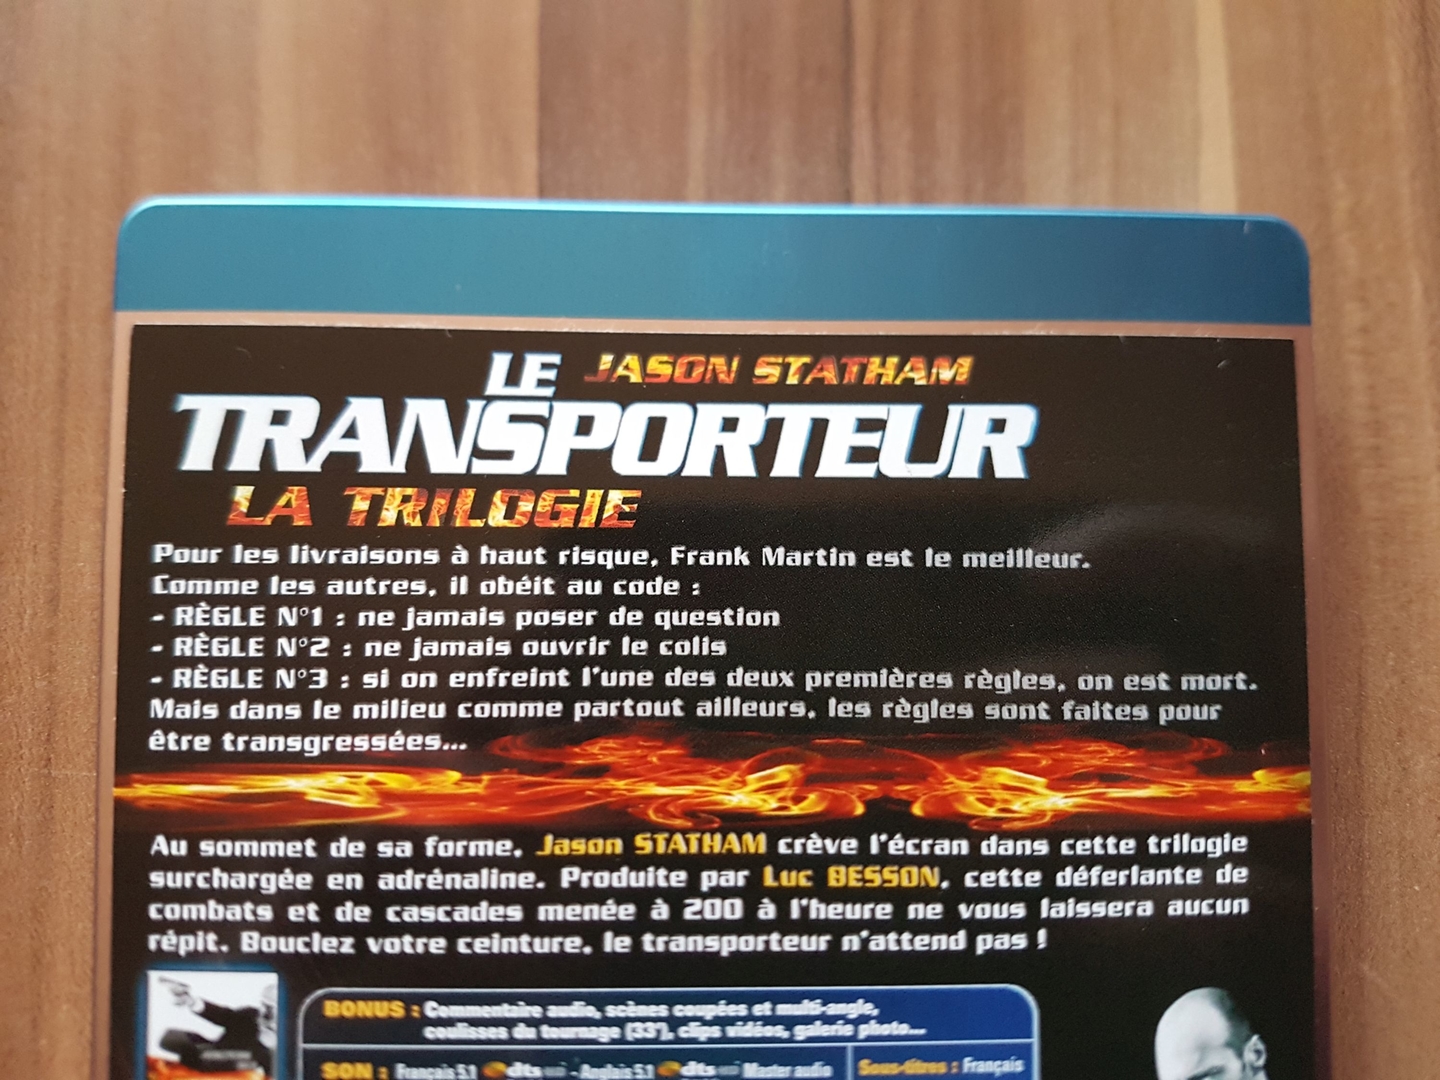 LE JASON STATHAM
TRANSPORTEUR
LA TRILOGIE
Pour les livraisons à haut risque, Frank Martin est le meilleur.
Comme les autres, il obéit au code :
- RÈGLE N°1 : ne jamais poser de question
- RÈGLE N°2 : ne jamais ouvrir le colis
- RÈGLE N°3 : si on enfreint l'une des deux premières règles, on est mort.
Mais dans le milieu comme partout ailleurs, les règles sont faites pour
être transgressées...
Au sommet de sa forme, Jason STATHAM crève l'écran dans cette trilogie
surchargée en adrénaline. Produite par Luc BESSON, cette déferlante de
combats et de cascades menée à 200 à l'heure ne vous laissera aucun
répit. Bouclez votre ceinture, le transporteur n'attend pas !
BONUS : Commentaire audio, scènes coupées et multi-angle,
coulisses du tournage (33'), clips vidéos, galerie photo...
SON : Français 5.1 dts - Anglais 5.1 dts Master audio
Sous-titres : Français